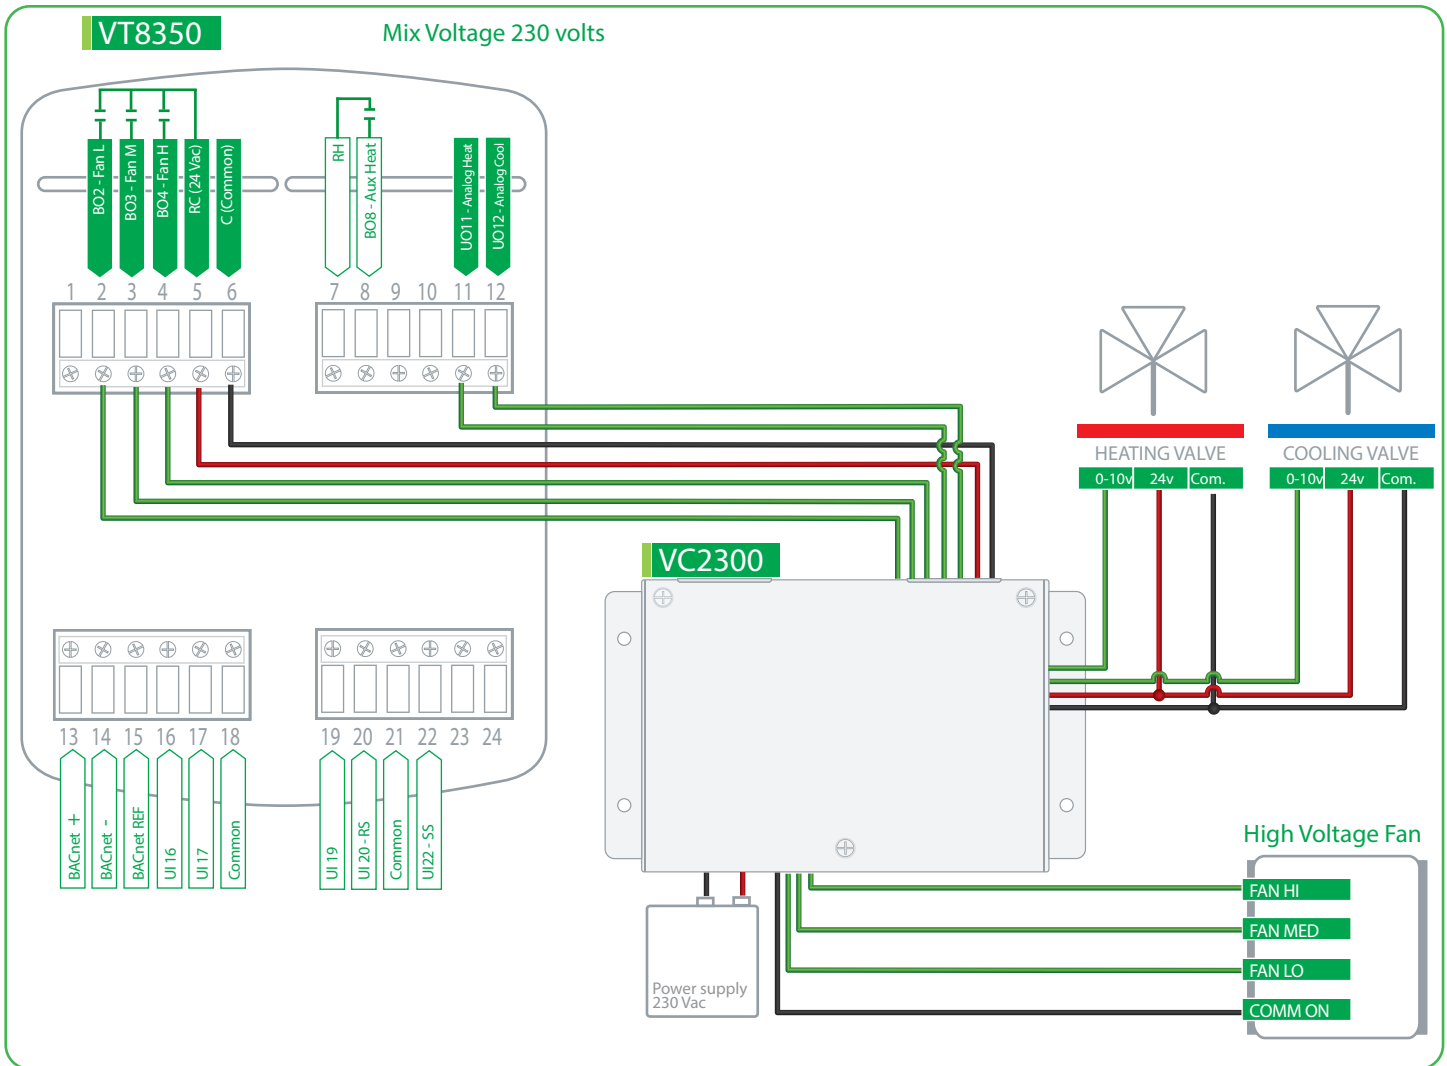 VT8350
Mix Voltage 230 volts
BO2 - Fan L
BO3 - Fan M
BO4 - Fan H
RC (24 Vac)
C (Common)
RH
BO8 - Aux Heat
UO11 - Analog Heat
UO12 - Analog Cool
1 2 3 4 5 6
7 8 9 10 11 12
HEATING VALVE
0-10v 24v Com.
COOLING VALVE
0-10v 24v Com.
VC2300
13 14 15 16 17 18
19 20 21 22 23 24
BACnet +
BACnet -
BACnet REF
UI 16
UI 17
Common
UI 19
UI 20 - RS
Common
UI22 - SS
Power supply
230 Vac
High Voltage Fan
FAN HI
FAN MED
FAN LO
COMM ON